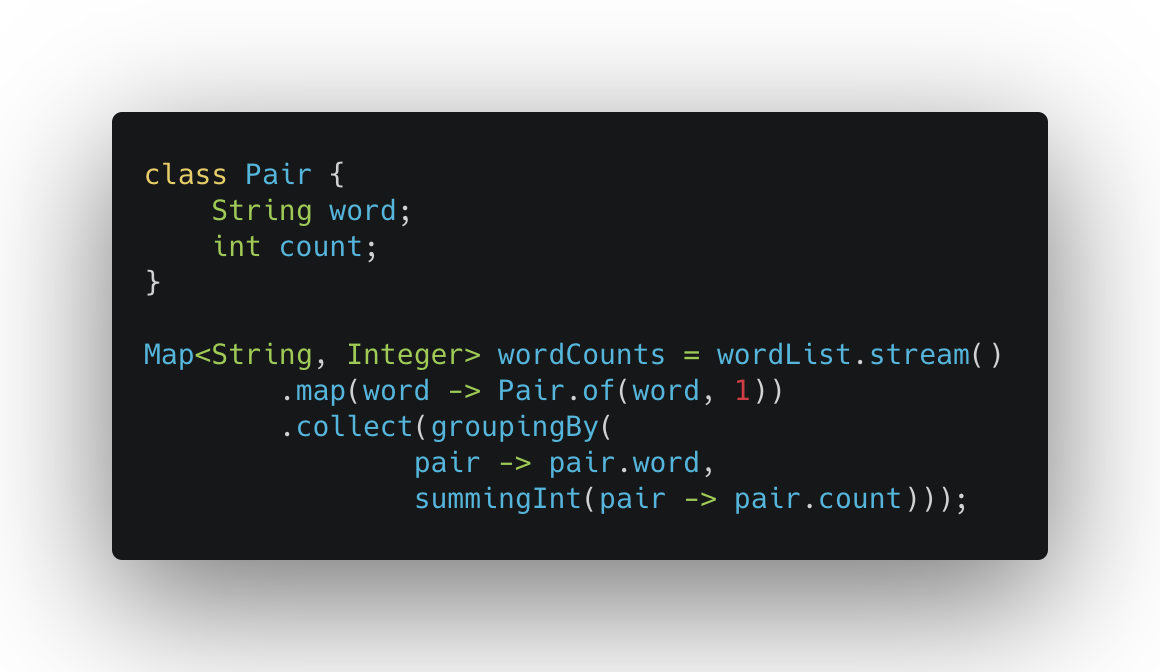 class Pair {
    String word;
    int count;
}

Map<String, Integer> wordCounts = wordList.stream()
        .map(word -> Pair.of(word, 1))
        .collect(groupingBy(
                pair -> pair.word,
                summingInt(pair -> pair.count)));